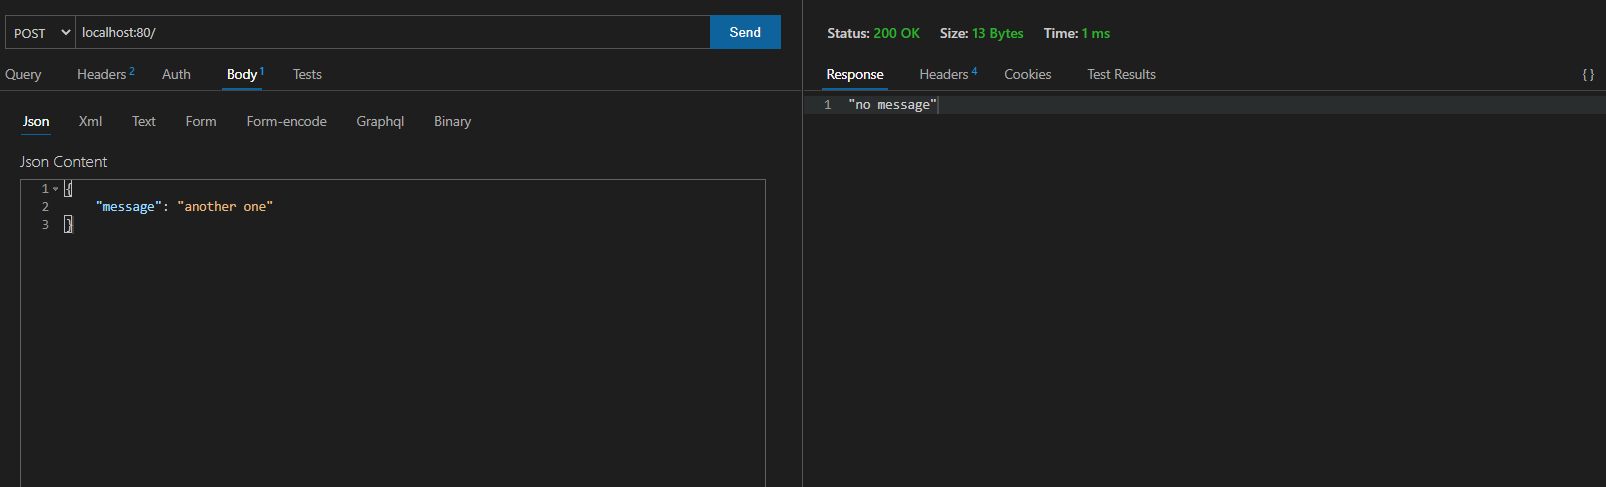 POST localhost:80/ Send
Query Headers 2 Auth Body 1 Tests
Json Xml Text Form Form-encode Graphql Binary
Json Content
1 {
2 "message": "another one"
3 }
Status: 200 OK Size: 13 Bytes Time: 1 ms
Response Headers 4 Cookies Test Results { }
1 "no message"